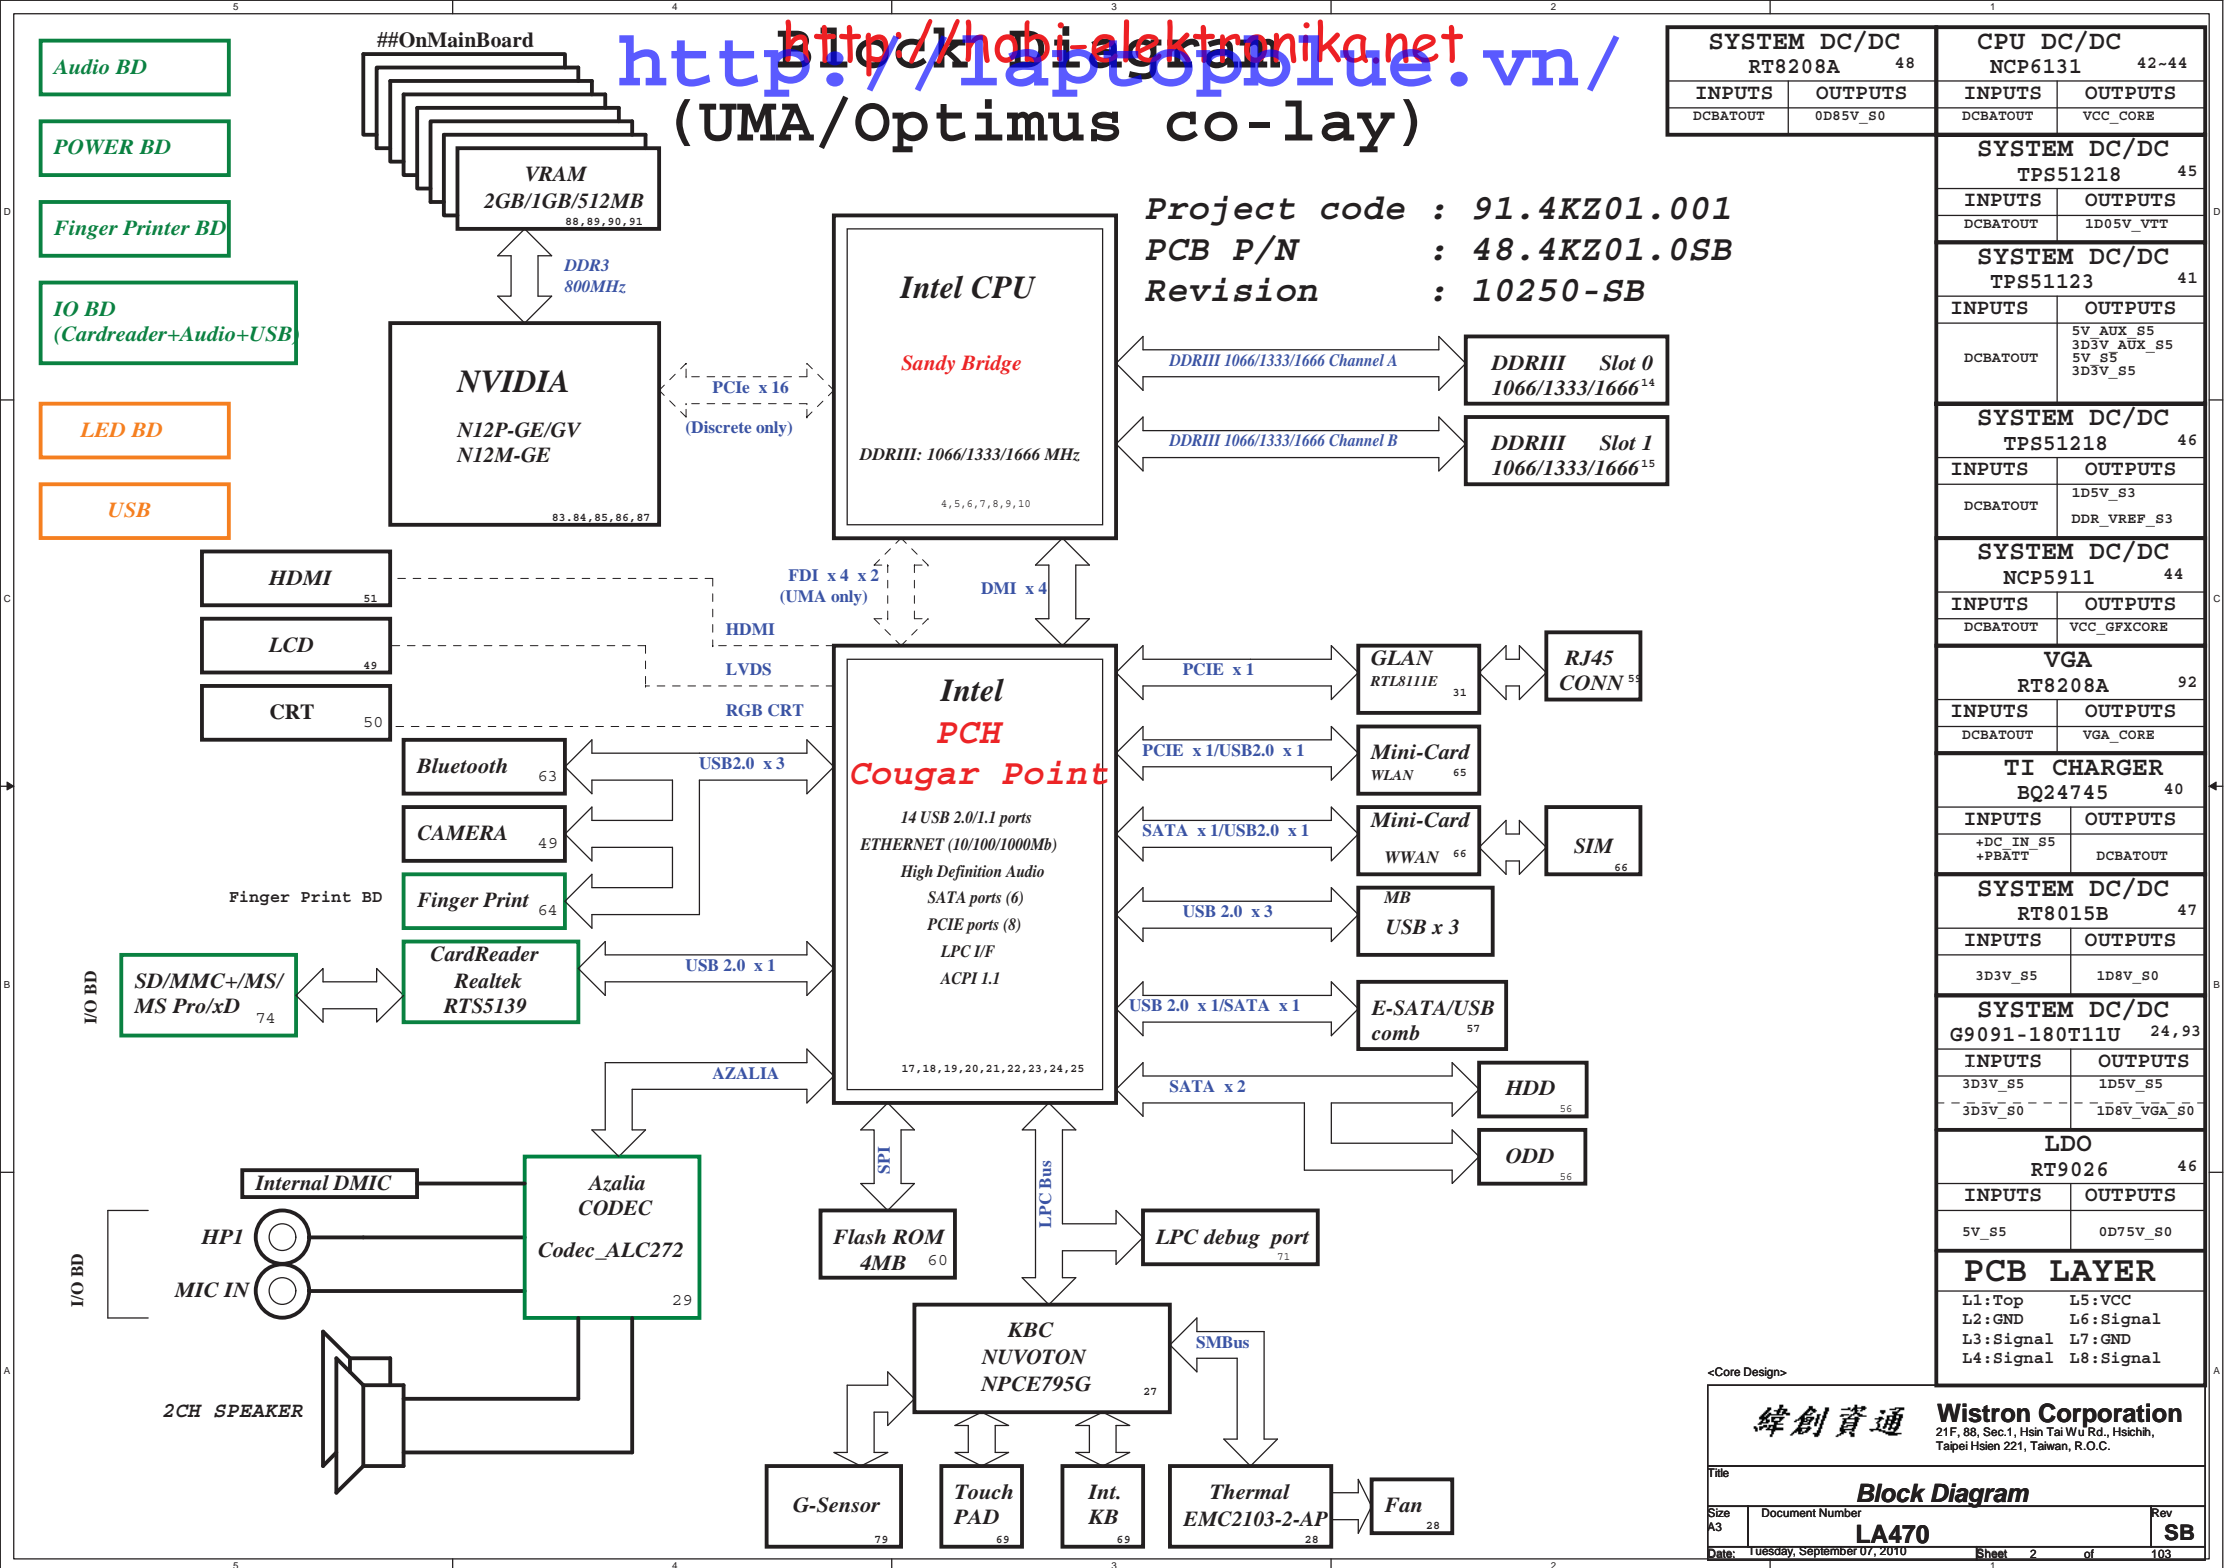 Block Diagram
http://hobi-elektronika.net
http://laptopblue.vn/
(UMA/Optimus co-lay)
Project code : 91.4KZ01.001
PCB P/N : 48.4KZ01.0SB
Revision : 10250-SB
Audio BD
POWER BD
Finger Printer BD
IO BD
(Cardreader+Audio+USB)
LED BD
USB
##OnMainBoard
VRAM
2GB/1GB/512MB
88,89,90,91
DDR3
800MHz
NVIDIA
N12P-GE/GV
N12M-GE
83.84,85,86,87
PCIe x 16
(Discrete only)
Intel CPU
Sandy Bridge
DDRIII: 1066/1333/1666 MHz
4,5,6,7,8,9,10
DDRIII 1066/1333/1666 Channel A
DDRIII Slot 0
1066/1333/1666 14
DDRIII 1066/1333/1666 Channel B
DDRIII Slot 1
1066/1333/1666 15
FDI x 4 x 2
(UMA only)
DMI x 4
HDMI
51
LCD
49
CRT
50
HDMI
LVDS
RGB CRT
Bluetooth
63
CAMERA
49
Finger Print BD
Finger Print
64
USB2.0 x 3
I/O BD
SD/MMC+/MS/
MS Pro/xD
74
CardReader
Realtek
RTS5139
USB 2.0 x 1
AZALIA
Intel
PCH
Cougar Point
14 USB 2.0/1.1 ports
ETHERNET (10/100/1000Mb)
High Definition Audio
SATA ports (6)
PCIE ports (8)
LPC I/F
ACPI 1.1
17,18,19,20,21,22,23,24,25
PCIE x 1
GLAN
RTL8111E
31
RJ45
CONN 59
PCIE x 1/USB2.0 x 1
Mini-Card
WLAN 65
SATA x 1/USB2.0 x 1
Mini-Card
WWAN 66
SIM
66
USB 2.0 x 3
MB
USB x 3
USB 2.0 x 1/SATA x 1
E-SATA/USB
comb 57
SATA x 2
HDD
56
ODD
56
Internal DMIC
HP1
MIC IN
I/O BD
Azalia
CODEC
Codec_ALC272
29
2CH SPEAKER
SPI
Flash ROM
4MB 60
LPC Bus
LPC debug port
71
KBC
NUVOTON
NPCE795G
27
SMBus
G-Sensor
79
Touch
PAD
69
Int.
KB
69
Thermal
EMC2103-2-AP
28
Fan
28
SYSTEM DC/DC
RT8208A 48
INPUTS OUTPUTS
DCBATOUT 0D85V_S0
CPU DC/DC
NCP6131 42~44
INPUTS OUTPUTS
DCBATOUT VCC_CORE
SYSTEM DC/DC
TPS51218 45
INPUTS OUTPUTS
DCBATOUT 1D05V_VTT
SYSTEM DC/DC
TPS51123 41
INPUTS OUTPUTS
DCBATOUT
5V_AUX_S5
3D3V_AUX_S5
5V_S5
3D3V_S5
SYSTEM DC/DC
TPS51218 46
INPUTS OUTPUTS
DCBATOUT
1D5V_S3
DDR_VREF_S3
SYSTEM DC/DC
NCP5911 44
INPUTS OUTPUTS
DCBATOUT VCC_GFXCORE
VGA
RT8208A 92
INPUTS OUTPUTS
DCBATOUT VGA_CORE
TI CHARGER
BQ24745 40
INPUTS OUTPUTS
+DC_IN_S5
+PBATT
DCBATOUT
SYSTEM DC/DC
RT8015B 47
INPUTS OUTPUTS
3D3V_S5 1D8V_S0
SYSTEM DC/DC
G9091-180T11U 24,93
INPUTS OUTPUTS
3D3V_S5 1D5V_S5
3D3V_S0 1D8V_VGA_S0
LDO
RT9026 46
INPUTS OUTPUTS
5V_S5 0D75V_S0
PCB LAYER
L1:Top L5:VCC
L2:GND L6:Signal
L3:Signal L7:GND
L4:Signal L8:Signal
<Core Design>
緯創資通
Wistron Corporation
21F, 88, Sec.1, Hsin Tai Wu Rd., Hsichih,
Taipei Hsien 221, Taiwan, R.O.C.
Title
Block Diagram
Size
A3
Document Number
LA470
Rev
SB
Date: Tuesday, September 07, 2010 Sheet 2 of 103
5 4 3 2 1
5 4 3 2 1
D D
C C
B B
A A